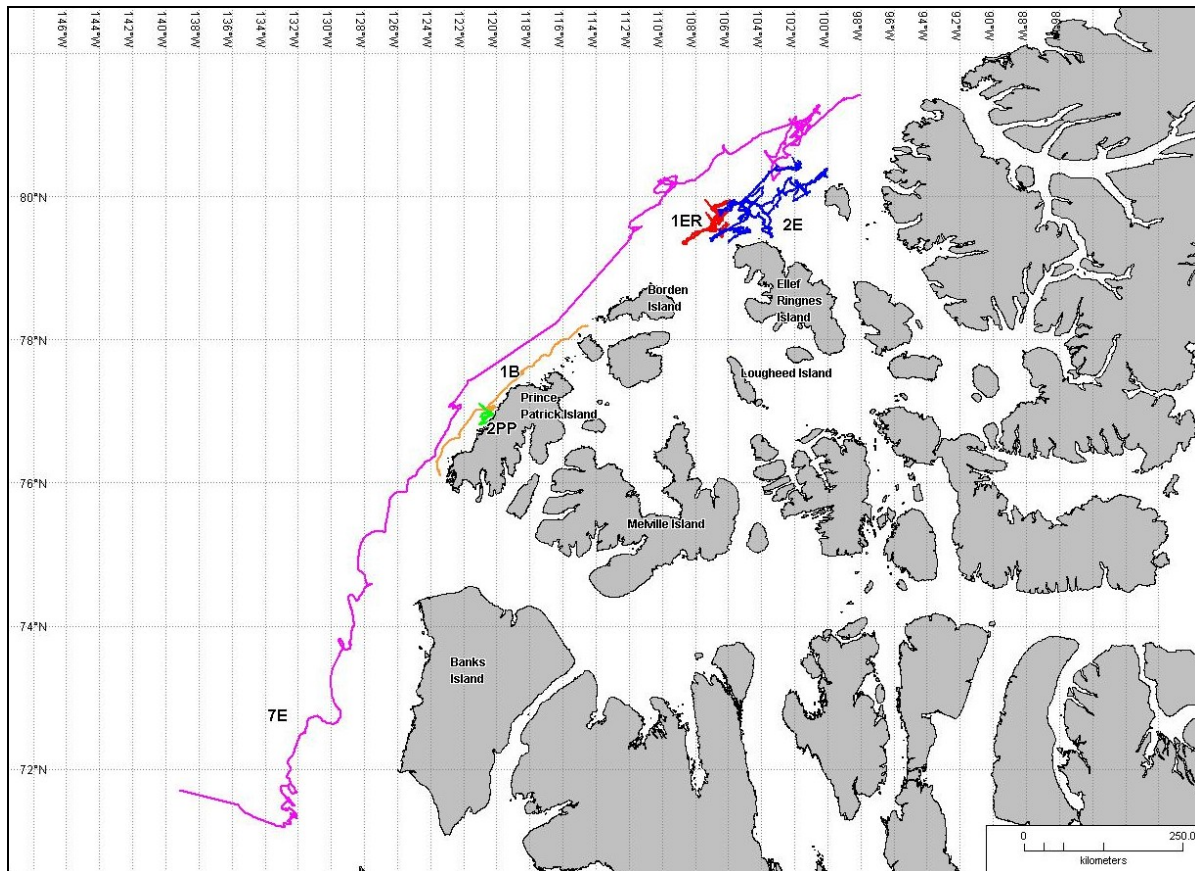 146°W
144°W
142°W
140°W
138°W
136°W
134°W
132°W
130°W
128°W
126°W
124°W
122°W
120°W
118°W
116°W
114°W
112°W
110°W
108°W
106°W
104°W
102°W
100°W
98°W
96°W
94°W
92°W
90°W
88°W
86°W
80°N
1ER
2E
Borden
Island
Ellef
Ringnes
Island
78°N
1B
Lougheed Island
Prince
Patrick Island
2PP
76°N
Melville Island
74°N
Banks
Island
7E
72°N
0
250.0
kilometers